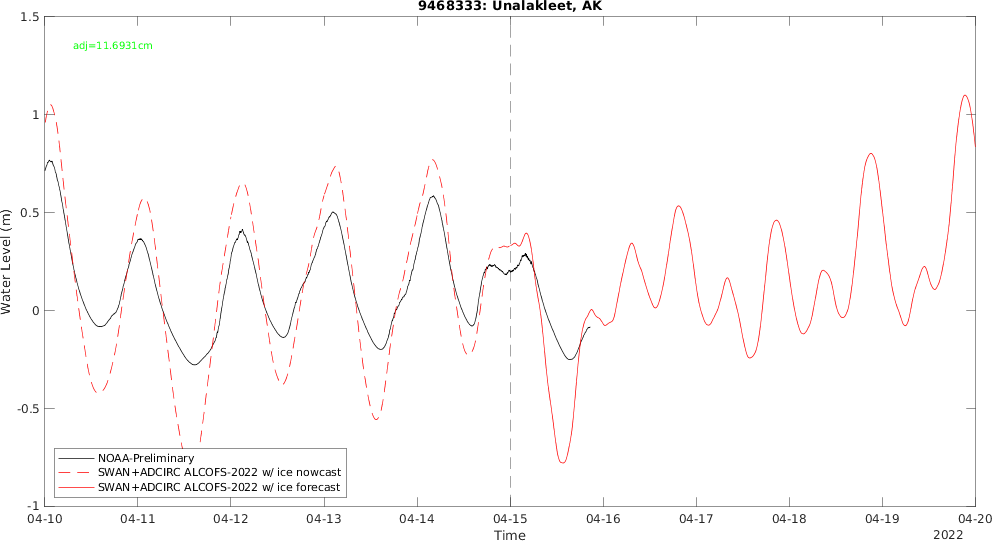 9468333: Unalakleet, AK
adj=11.6931cm
Water Level (m)
1.5
1
0.5
0
-0.5
-1
NOAA-Preliminary
SWAN+ADCIRC ALCOFS-2022 w/ ice nowcast
SWAN+ADCIRC ALCOFS-2022 w/ ice forecast
04-10 04-11 04-12 04-13 04-14 04-15 04-16 04-17 04-18 04-19 04-20
Time
2022